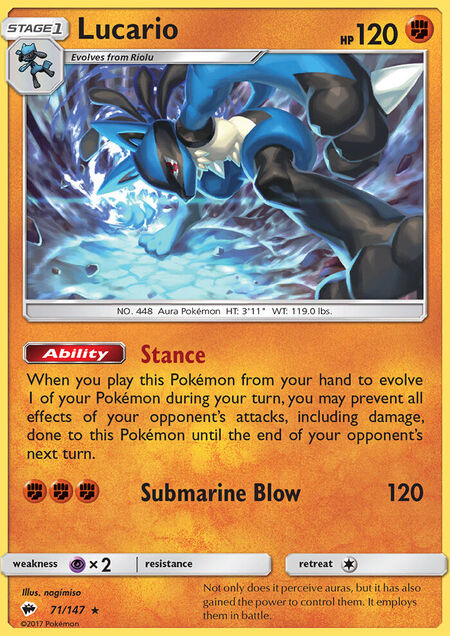 STAGE1
Lucario
HP 120
Evolves from Riolu
NO. 448 Aura Pokémon HT: 3'11" WT: 119.0 lbs.
Ability Stance
When you play this Pokémon from your hand to evolve
1 of your Pokémon during your turn, you may prevent all
effects of your opponent's attacks, including damage,
done to this Pokémon until the end of your opponent's
next turn.
Submarine Blow 120
weakness ×2 resistance retreat
Illus. nagimiso
71/147 ★
©2017 Pokémon
Not only does it perceive auras, but it has also
gained the power to control them. It employs
them in battle.